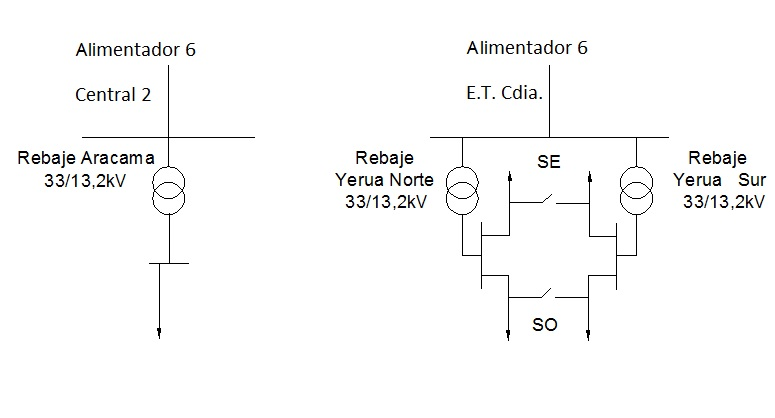 Alimentador 6
Central 2
Rebaje Aracama
33/13,2kV
Alimentador 6
E.T. Cdia.
Rebaje
Yerua Norte
33/13,2kV
SE
Rebaje
Yerua Sur
33/13,2kV
SO